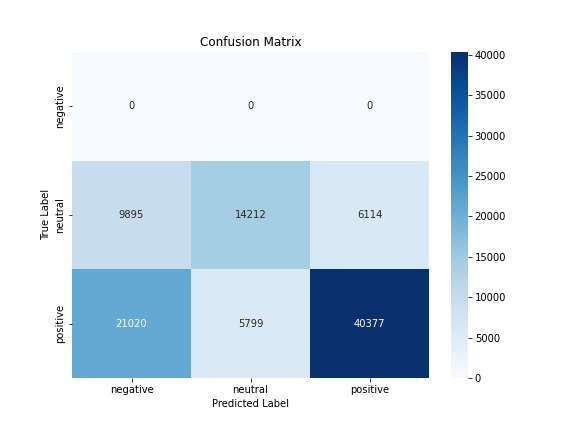 Confusion Matrix
negative
0
0
0
neutral
9895
14212
6114
positive
21020
5799
40377
True Label
negative
neutral
positive
Predicted Label
40000
35000
30000
25000
20000
15000
10000
5000
0